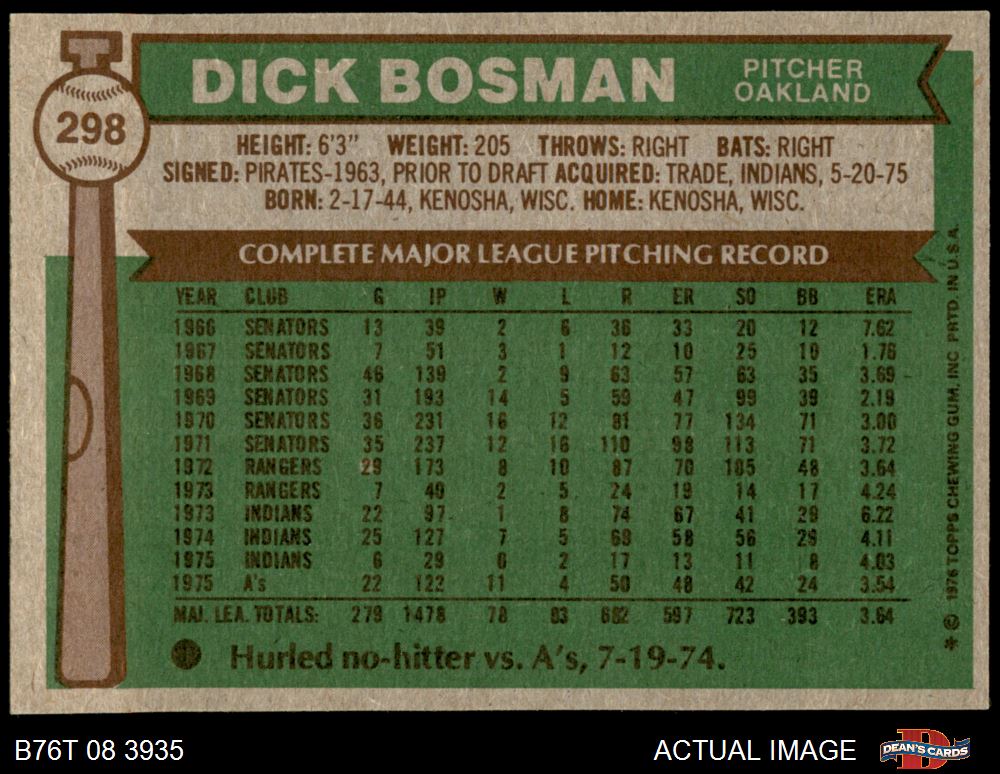 DICK BOSMAN
PITCHER
OAKLAND
298
HEIGHT: 6'3" WEIGHT: 205 THROWS: RIGHT BATS: RIGHT
SIGNED: PIRATES-1963, PRIOR TO DRAFT ACQUIRED: TRADE, INDIANS, 5-20-75
BORN: 2-17-44, KENOSHA, WISC. HOME: KENOSHA, WISC.
COMPLETE MAJOR LEAGUE PITCHING RECORD
YEAR CLUB G IP W L R ER SO BB ERA
1966 SENATORS 13 39 2 6 36 33 20 12 7.62
1967 SENATORS 7 51 3 1 12 10 25 10 1.76
1968 SENATORS 46 139 2 9 63 57 63 35 3.69
1969 SENATORS 31 193 14 5 59 47 99 39 2.19
1970 SENATORS 36 231 16 12 81 77 134 71 3.00
1971 SENATORS 35 237 12 16 110 98 113 71 3.72
1972 RANGERS 29 173 8 10 87 70 105 48 3.64
1973 RANGERS 7 40 2 5 24 19 14 17 4.24
1973 INDIANS 22 97 1 8 74 67 41 29 6.22
1974 INDIANS 25 127 7 5 69 58 56 29 4.11
1975 INDIANS 6 29 0 2 17 13 11 8 4.03
1975 A's 22 122 11 4 50 48 42 24 3.54
MAJ. LEA. TOTALS: 279 1478 78 83 682 597 723 393 3.64
Hurled no-hitter vs. A's, 7-19-74.
* © 1976 TOPPS CHEWING GUM, INC. PRTD. IN U.S.A.
B76T 08 3935
ACTUAL IMAGE
B
DEAN'S CARDS